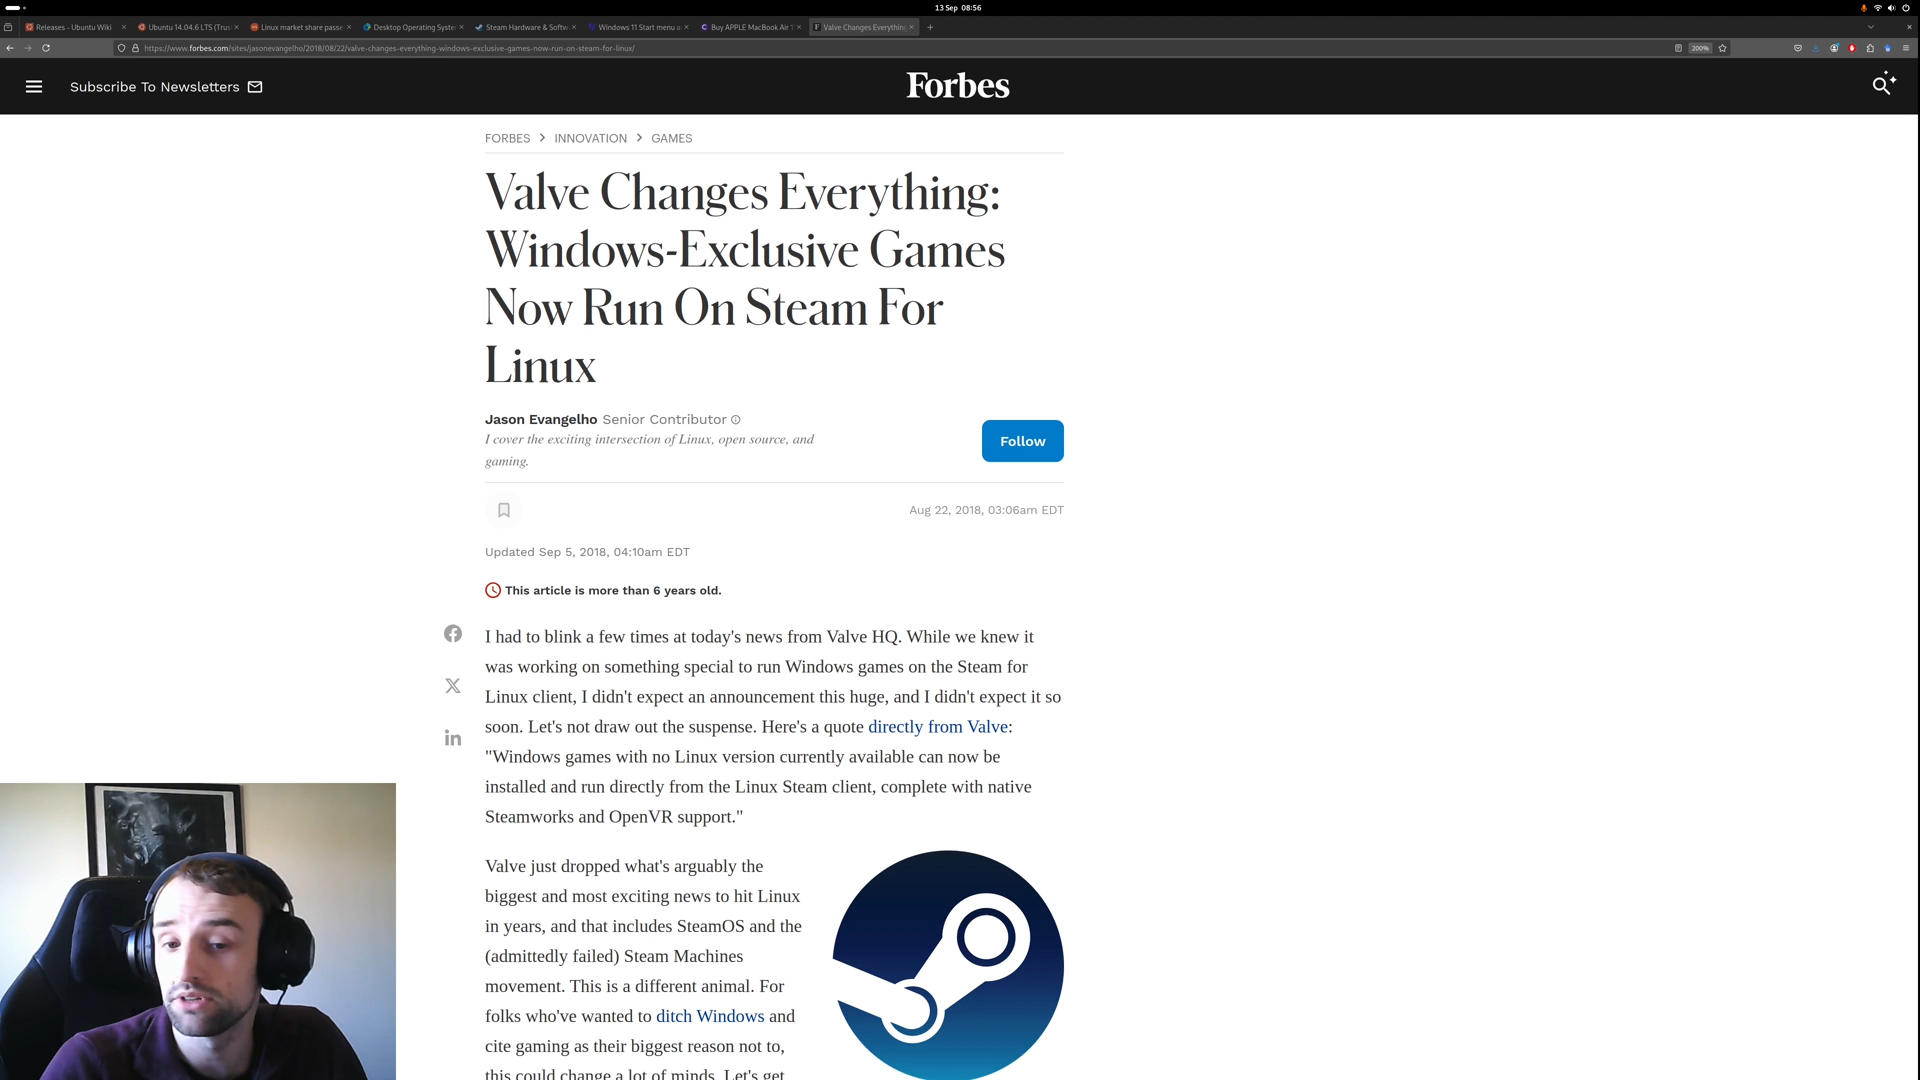 13 Sep 08:56
Releases - Ubuntu Wiki
Ubuntu 14.04.6 LTS (Trus
Linux market share passe
Desktop Operating Syste
Steam Hardware & Softw
Windows 11 Start menu a
Buy APPLE MacBook Air 1
Valve Changes Everything
https://www.forbes.com/sites/jasonevangelho/2018/08/22/valve-changes-everything-windows-exclusive-games-now-run-on-steam-for-linux/
200%
Subscribe To Newsletters
Forbes
FORBES > INNOVATION > GAMES
Valve Changes Everything:
Windows-Exclusive Games
Now Run On Steam For
Linux
Jason Evangelho Senior Contributor
I cover the exciting intersection of Linux, open source, and
gaming.
Follow
Aug 22, 2018, 03:06am EDT
Updated Sep 5, 2018, 04:10am EDT
This article is more than 6 years old.
I had to blink a few times at today's news from Valve HQ. While we knew it
was working on something special to run Windows games on the Steam for
Linux client, I didn't expect an announcement this huge, and I didn't expect it so
soon. Let's not draw out the suspense. Here's a quote directly from Valve:
"Windows games with no Linux version currently available can now be
installed and run directly from the Linux Steam client, complete with native
Steamworks and OpenVR support."
Valve just dropped what's arguably the
biggest and most exciting news to hit Linux
in years, and that includes SteamOS and the
(admittedly failed) Steam Machines
movement. This is a different animal. For
folks who've wanted to ditch Windows and
cite gaming as their biggest reason not to,
this could change a lot of minds. Let's get